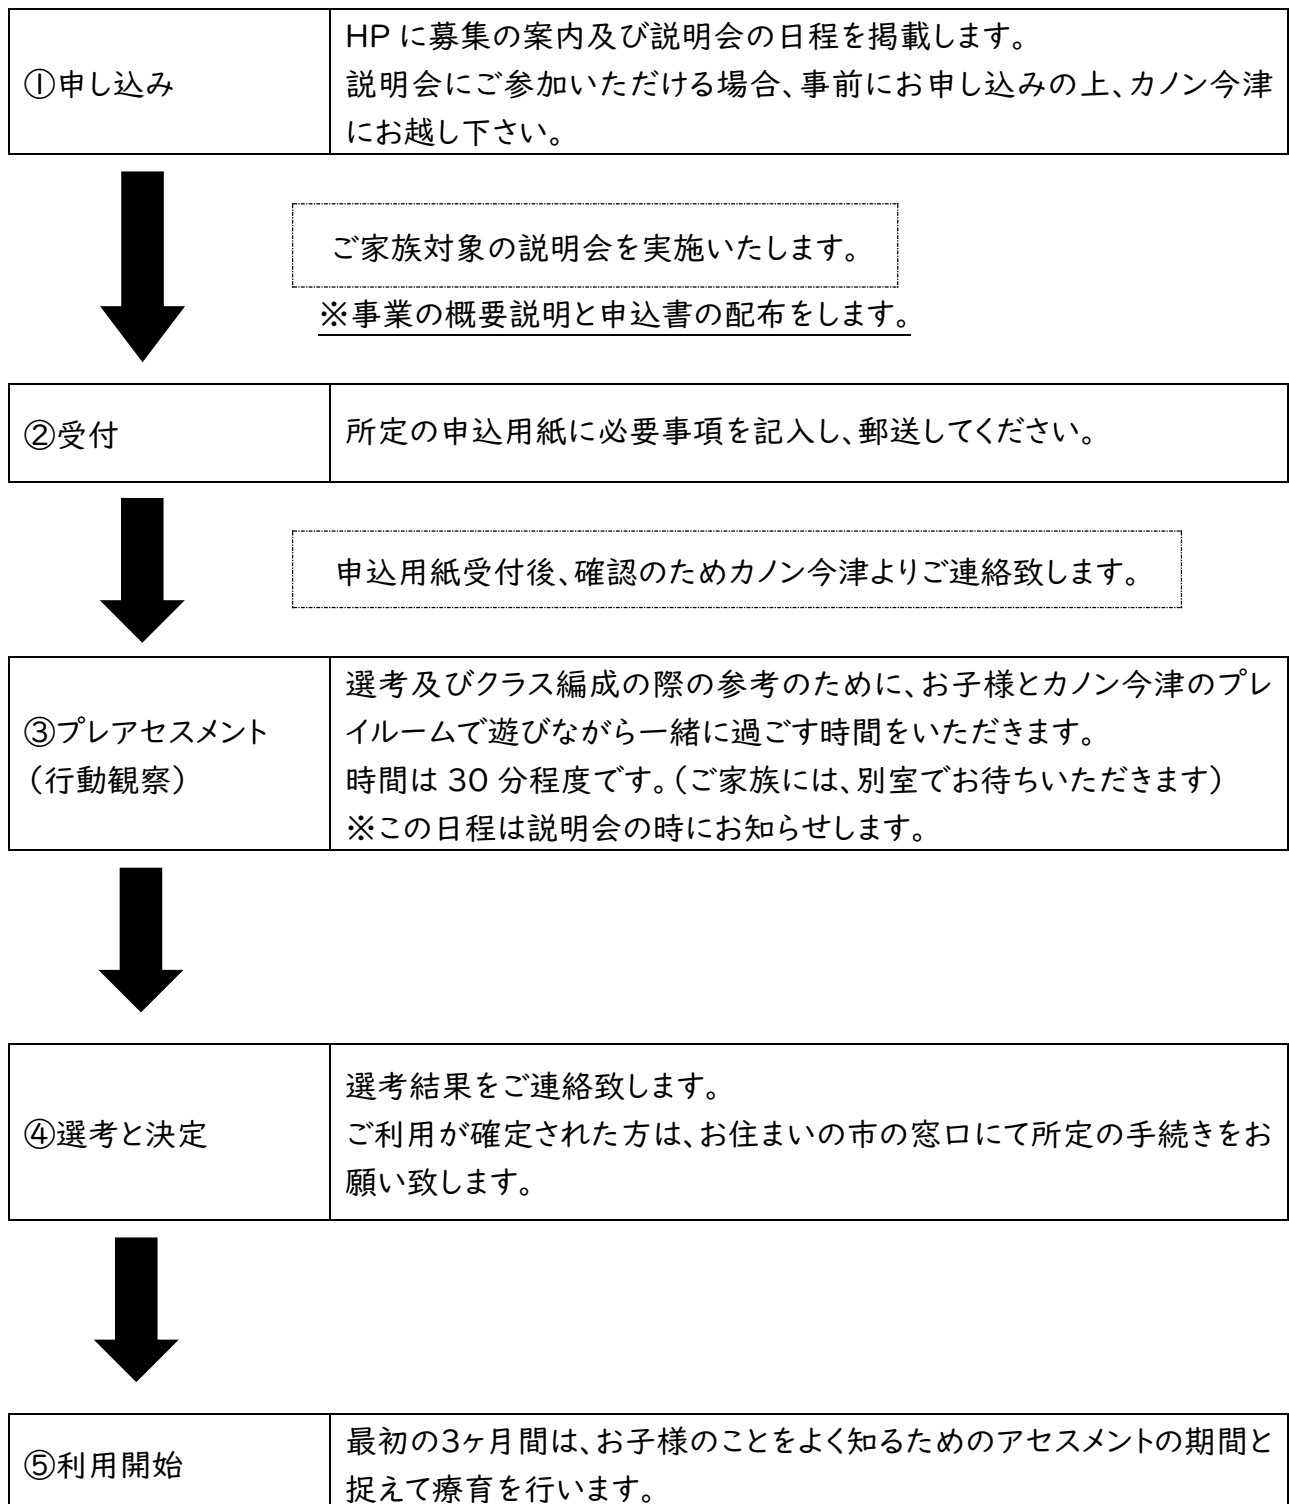 ①申し込み
HPに募集の案内及び説明会の日程を掲載します。
説明会にご参加いただける場合、事前にお申し込みの上、カノン今津
にお越し下さい。
ご家族対象の説明会を実施いたします。
※事業の概要説明と申込書の配布をします。
②受付
所定の申込用紙に必要事項を記入し、郵送してください。
申込用紙受付後、確認のためカノン今津よりご連絡致します。
③プレアセスメント
（行動観察）
選考及びクラス編成の際の参考のために、お子様とカノン今津のプレ
イルームで遊びながら一緒に過ごす時間をいただきます。
時間は30分程度です。（ご家族には、別室でお待ちいただきます）
※この日程は説明会の時にお知らせします。
④選考と決定
選考結果をご連絡致します。
ご利用が確定された方は、お住まいの市の窓口にて所定の手続きをお
願い致します。
⑤利用開始
最初の3ヶ月間は、お子様のことをよく知るためのアセスメントの期間と
捉えて療育を行います。